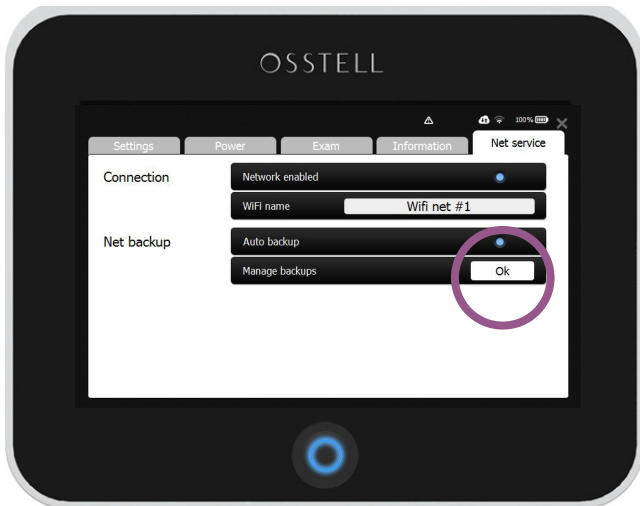 OSSTELL
100%
Settings Power Exam Information Net service
Connection Network enabled
WiFi name Wifi net #1
Net backup Auto backup
Manage backups Ok